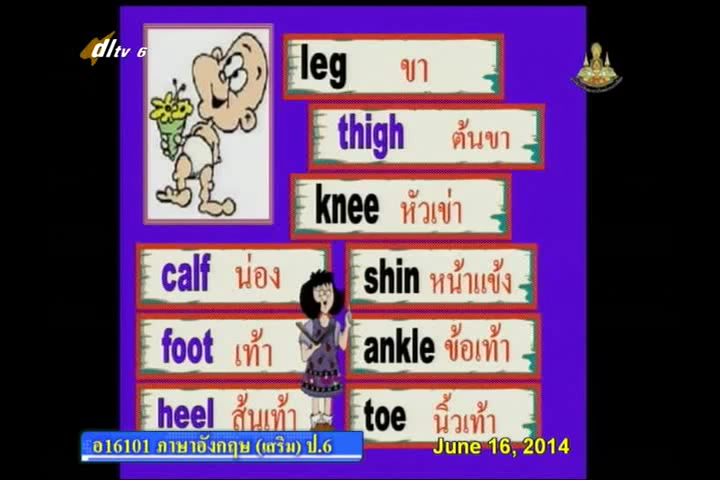 dltv 6
leg ขา
thigh ต้นขา
knee หัวเข่า
calf น่อง
shin หน้าแข้ง
foot เท้า
ankle ข้อเท้า
heel ส้นเท้า
toe นิ้วเท้า
อ16101 ภาษาอังกฤษ (เสริม) ป.6
June 16, 2014